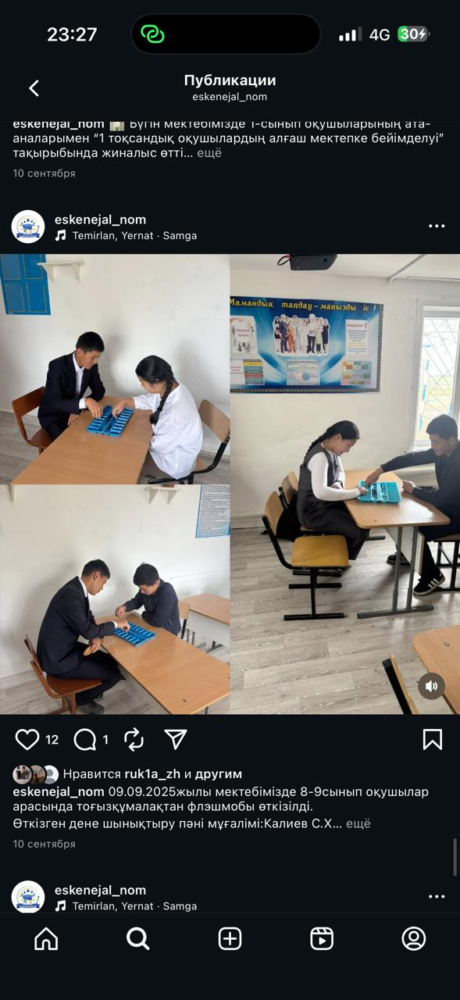 23:27
4G
30
Публикации
eskenejal_nom
eskenejal_nom 🏫 Бүгін мектебімізде 1-сынып оқушыларының ата-
аналарымен “1 тоқсандық оқушылардың алғаш мектепке бейімделуі”
тақырыбында жиналыс өтті... ещё
10 сентября
eskenejal_nom
Temirlan, Yernat · Samga
Мамандық таңдау – маңызды іс !
12
1
Нравится ruk1a_zh и другим
eskenejal_nom 09.09.2025жылы мектебімізде 8-9сынып оқушылар
арасында тоғызқұмалақтан флэшмобы өткізілді.
Өткізген дене шынықтыру пәні мұғалімі:Калиев С.Х... ещё
10 сентября
eskenejal_nom
Temirlan, Yernat · Samga